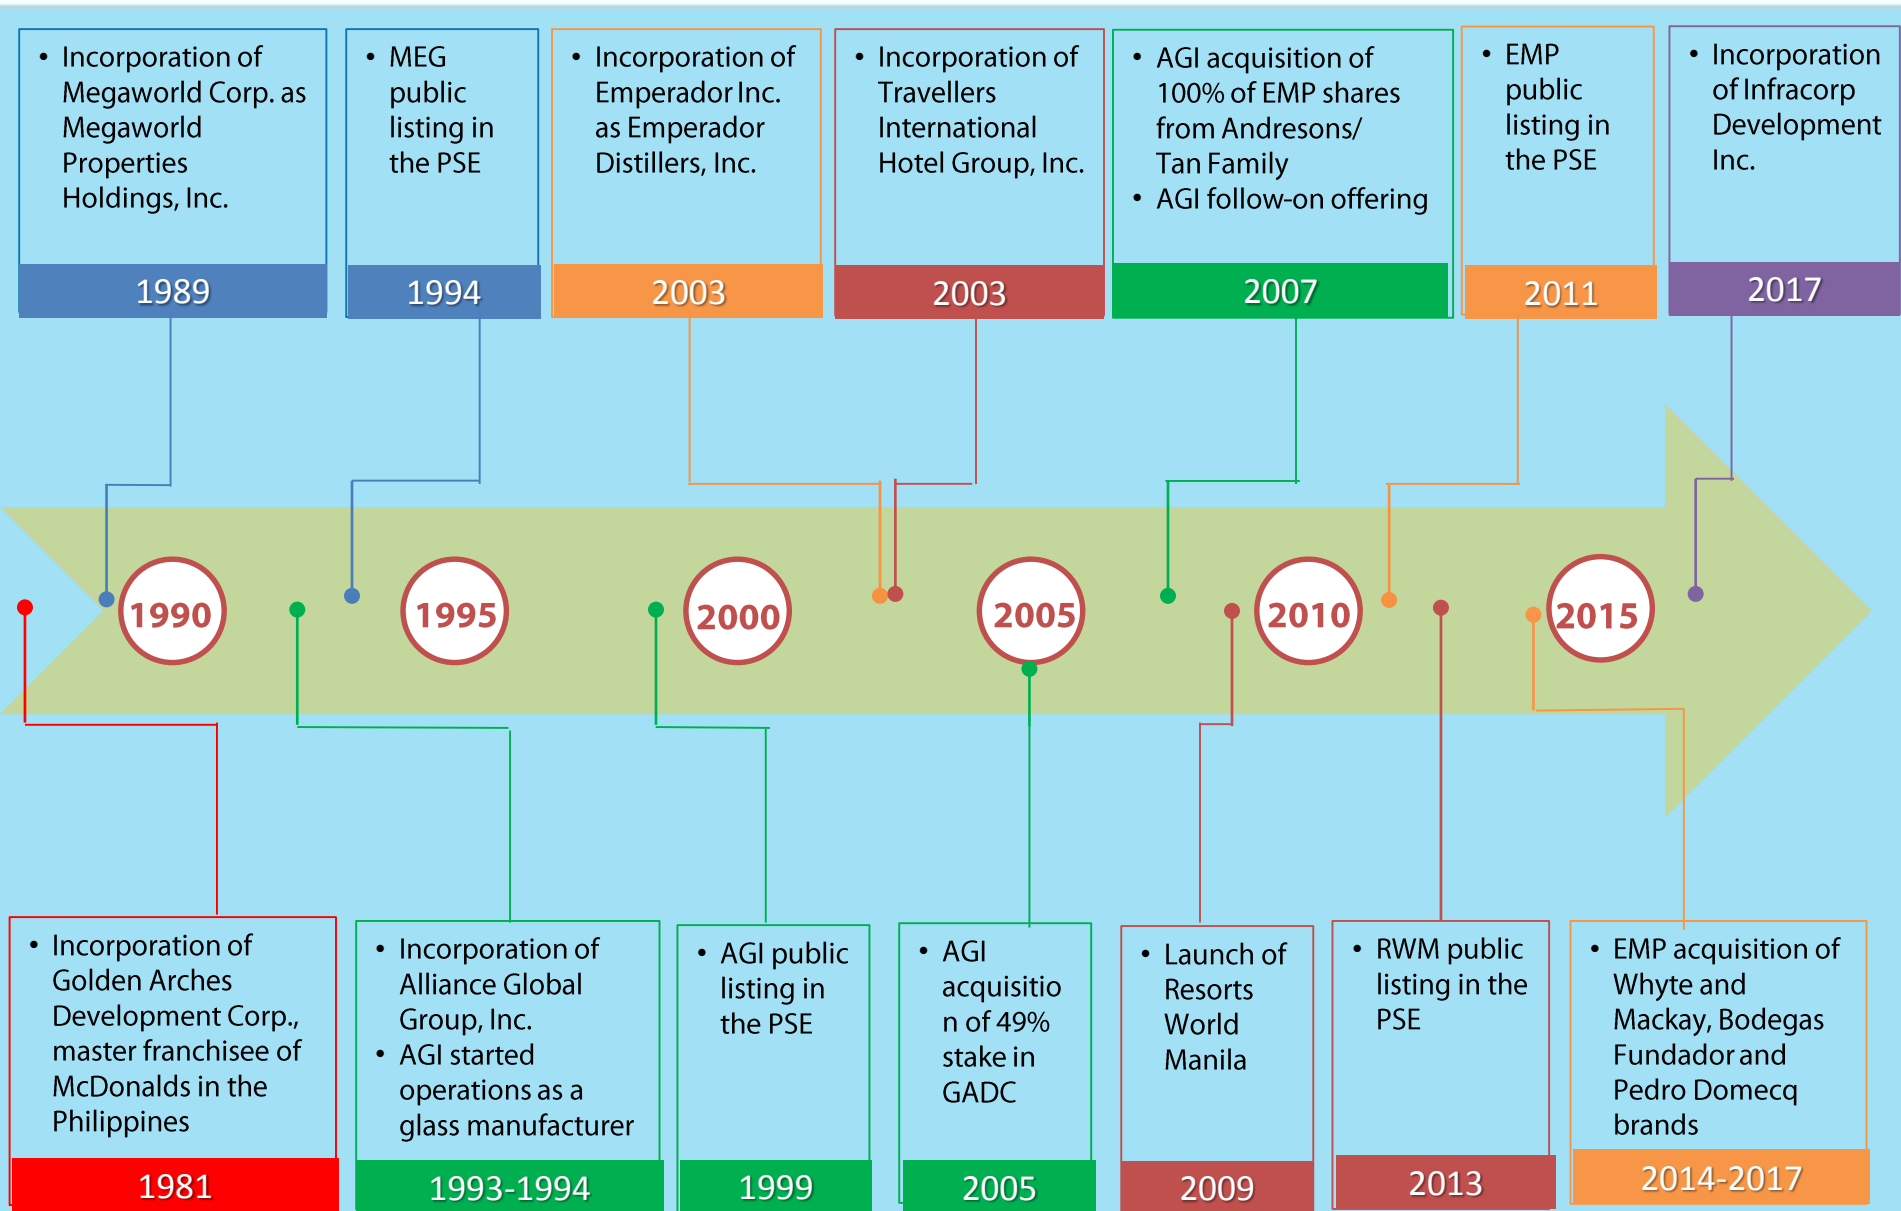 • Incorporation of
Megaworld Corp. as
Megaworld
Properties
Holdings, Inc.
1989
• MEG
public
listing in
the PSE
1994
• Incorporation of
Emperador Inc.
as Emperador
Distillers, Inc.
2003
• Incorporation of
Travellers
International
Hotel Group, Inc.
2003
• AGI acquisition of
100% of EMP shares
from Andresons/
Tan Family
• AGI follow-on offering
2007
• EMP
public
listing in
the PSE
2011
• Incorporation
of Infracorp
Development
Inc.
2017
1990
1995
2000
2005
2010
2015
• Incorporation of
Golden Arches
Development Corp.,
master franchisee of
McDonalds in the
Philippines
1981
• Incorporation of
Alliance Global
Group, Inc.
• AGI started
operations as a
glass manufacturer
1993-1994
• AGI public
listing in
the PSE
1999
• AGI
acquisitio
n of 49%
stake in
GADC
2005
• Launch of
Resorts
World
Manila
2009
• RWM public
listing in the
PSE
2013
• EMP acquisition of
Whyte and
Mackay, Bodegas
Fundador and
Pedro Domecq
brands
2014-2017